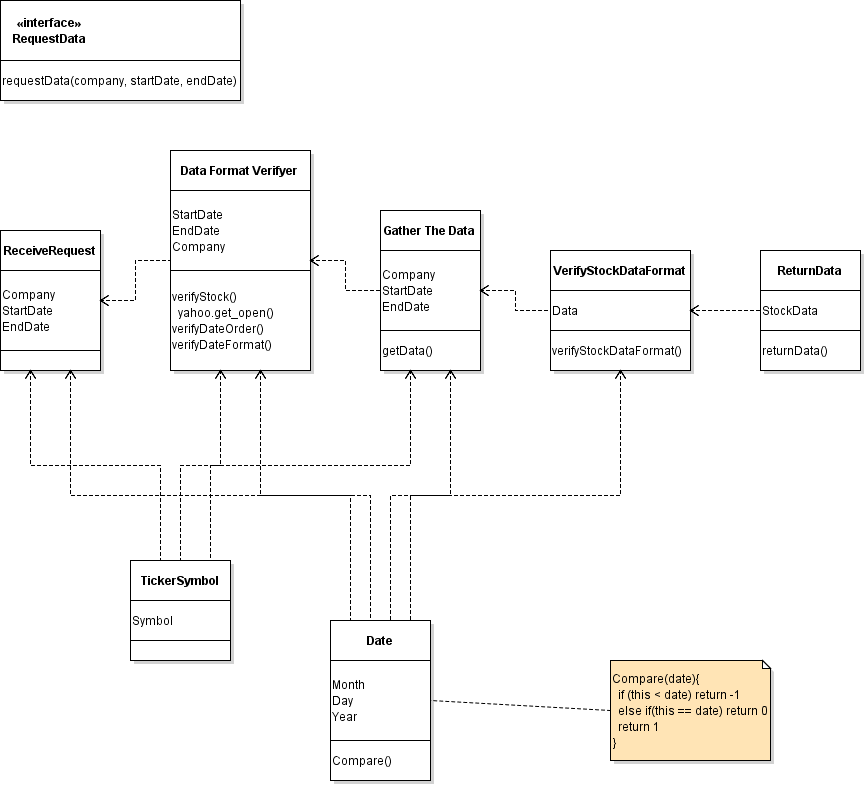 «interface»
RequestData
requestData(company, startDate, endDate)
Data Format Verifyer
StartDate
EndDate
Company
verifyStock()
yahoo.get_open()
verifyDateOrder()
verifyDateFormat()
ReceiveRequest
Company
StartDate
EndDate
Gather The Data
Company
StartDate
EndDate
getData()
VerifyStockDataFormat
Data
verifyStockDataFormat()
ReturnData
StockData
returnData()
TickerSymbol
Symbol
Date
Month
Day
Year
Compare()
Compare(date){
if (this < date) return -1
else if(this == date) return 0
return 1
}